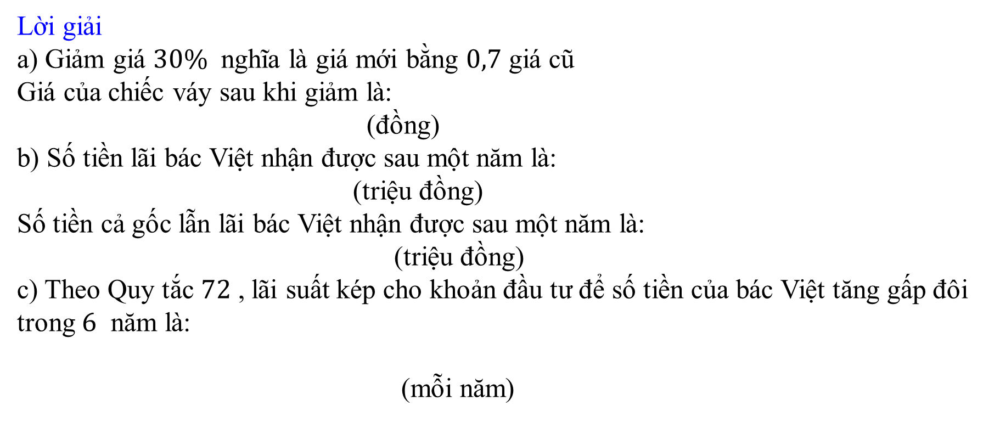 Lời giải
a) Giảm giá 30% nghĩa là giá mới bằng 0,7 giá cũ
Giá của chiếc váy sau khi giảm là:
(đồng)
b) Số tiền lãi bác Việt nhận được sau một năm là:
(triệu đồng)
Số tiền cả gốc lẫn lãi bác Việt nhận được sau một năm là:
(triệu đồng)
c) Theo Quy tắc 72 , lãi suất kép cho khoản đầu tư để số tiền của bác Việt tăng gấp đôi
trong 6 năm là:
(mỗi năm)